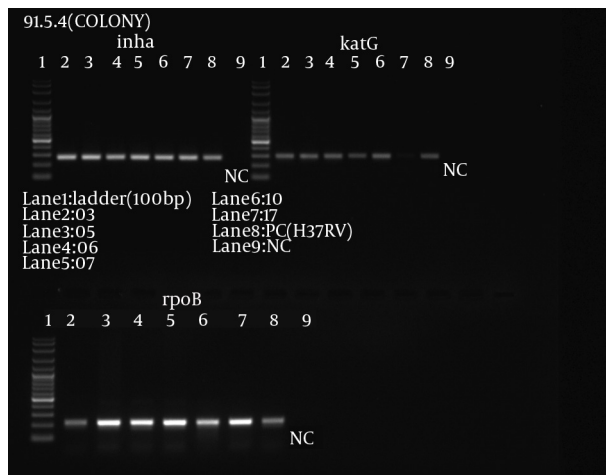 91.5.4(COLONY)
inha
katG
1 2 3 4 5 6 7 8 9
1 2 3 4 5 6 7 8 9
NC
NC
Lane1:ladder(100bp)
Lane2:03
Lane3:05
Lane4:06
Lane5:07
Lane6:10
Lane7:17
Lane8:PC(H37RV)
Lane9:NC
rpoB
1 2 3 4 5 6 7 8 9
NC